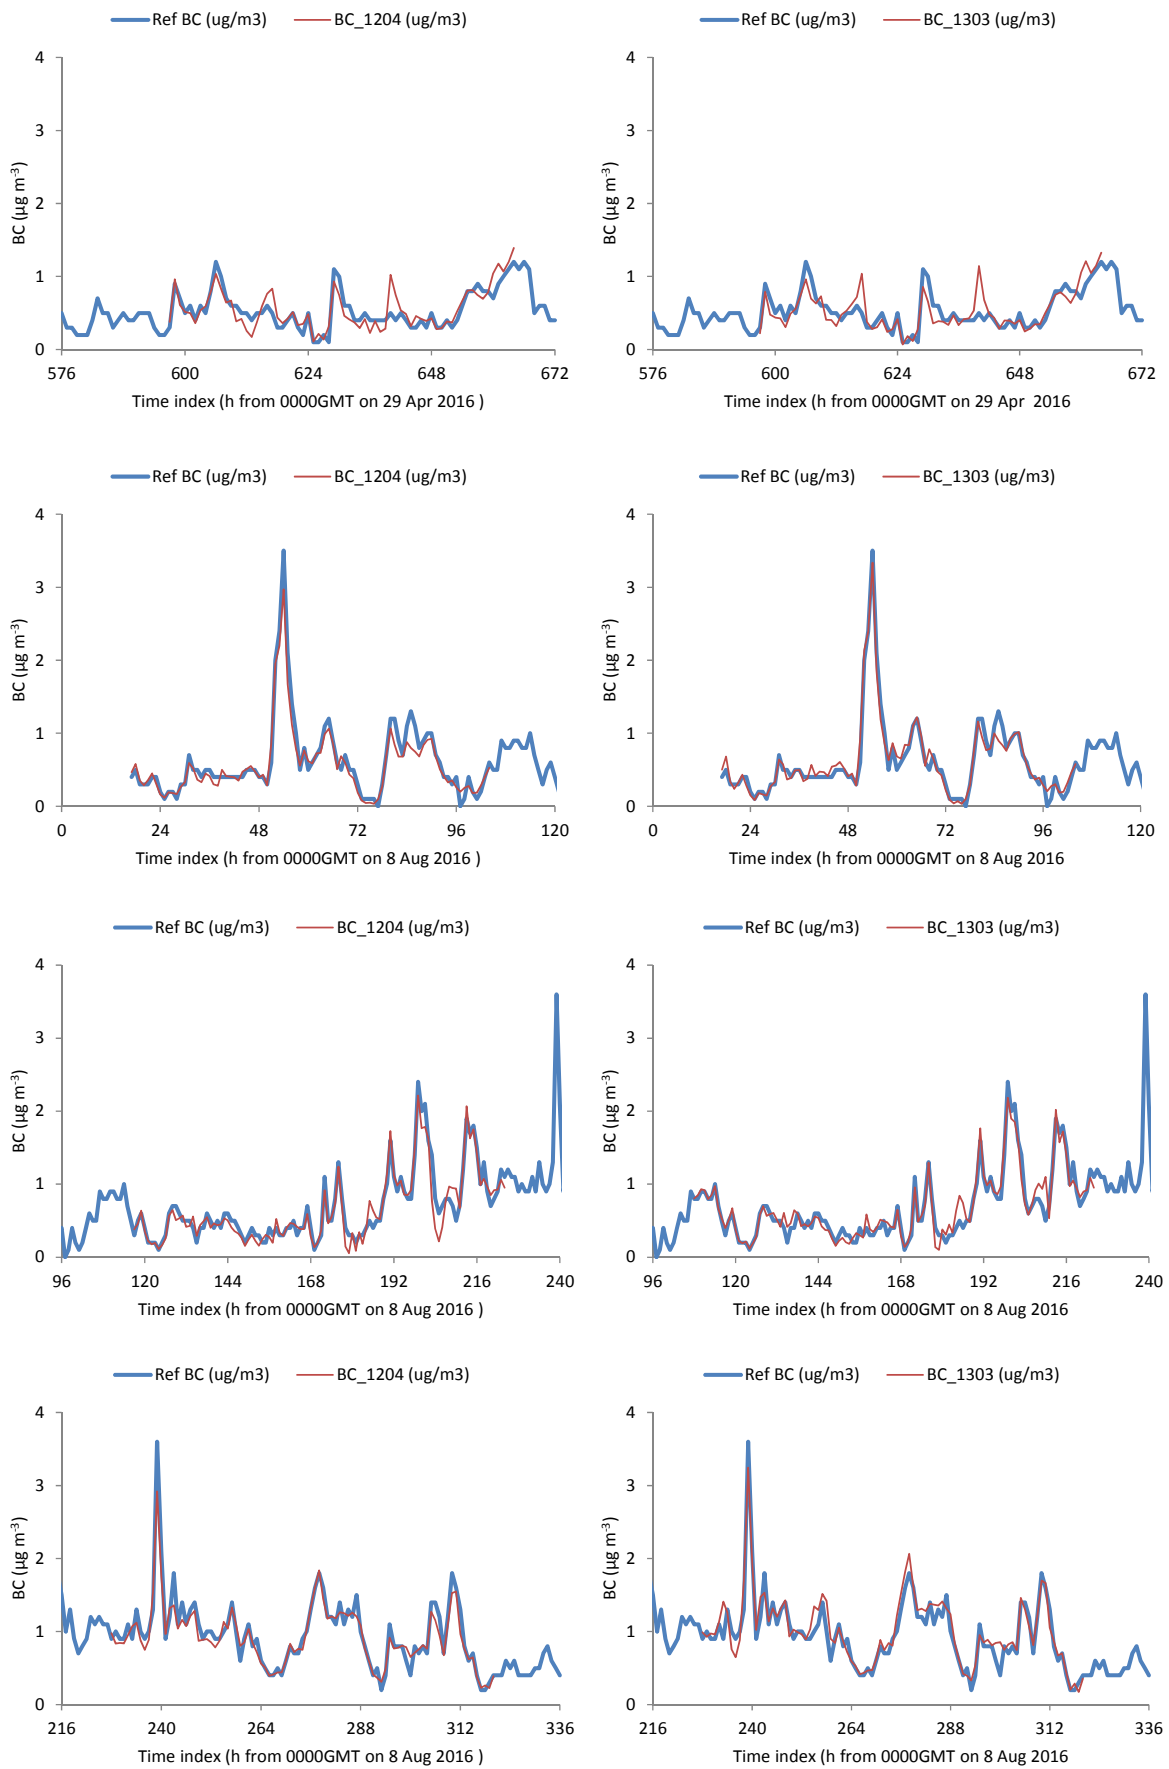 Ref BC (ug/m3) BC_1204 (ug/m3)
4
3
2
1
0
BC (µg m-3)
576 600 624 648 672
Time index (h from 0000GMT on 29 Apr 2016 )
Ref BC (ug/m3) BC_1303 (ug/m3)
4
3
2
1
0
BC (µg m-3)
576 600 624 648 672
Time index (h from 0000GMT on 29 Apr  2016
Ref BC (ug/m3) BC_1204 (ug/m3)
4
3
2
1
0
BC (µg m-3)
0 24 48 72 96 120
Time index (h from 0000GMT on 8 Aug 2016 )
Ref BC (ug/m3) BC_1303 (ug/m3)
4
3
2
1
0
BC (µg m-3)
0 24 48 72 96 120
Time index (h from 0000GMT on 8 Aug 2016
Ref BC (ug/m3) BC_1204 (ug/m3)
4
3
2
1
0
BC (µg m-3)
96 120 144 168 192 216 240
Time index (h from 0000GMT on 8 Aug 2016 )
Ref BC (ug/m3) BC_1303 (ug/m3)
4
3
2
1
0
BC (µg m-3)
96 120 144 168 192 216 240
Time index (h from 0000GMT on 8 Aug 2016
Ref BC (ug/m3) BC_1204 (ug/m3)
4
3
2
1
0
BC (µg m-3)
216 240 264 288 312 336
Time index (h from 0000GMT on 8 Aug 2016 )
Ref BC (ug/m3) BC_1303 (ug/m3)
4
3
2
1
0
BC (µg m-3)
216 240 264 288 312 336
Time index (h from 0000GMT on 8 Aug 2016